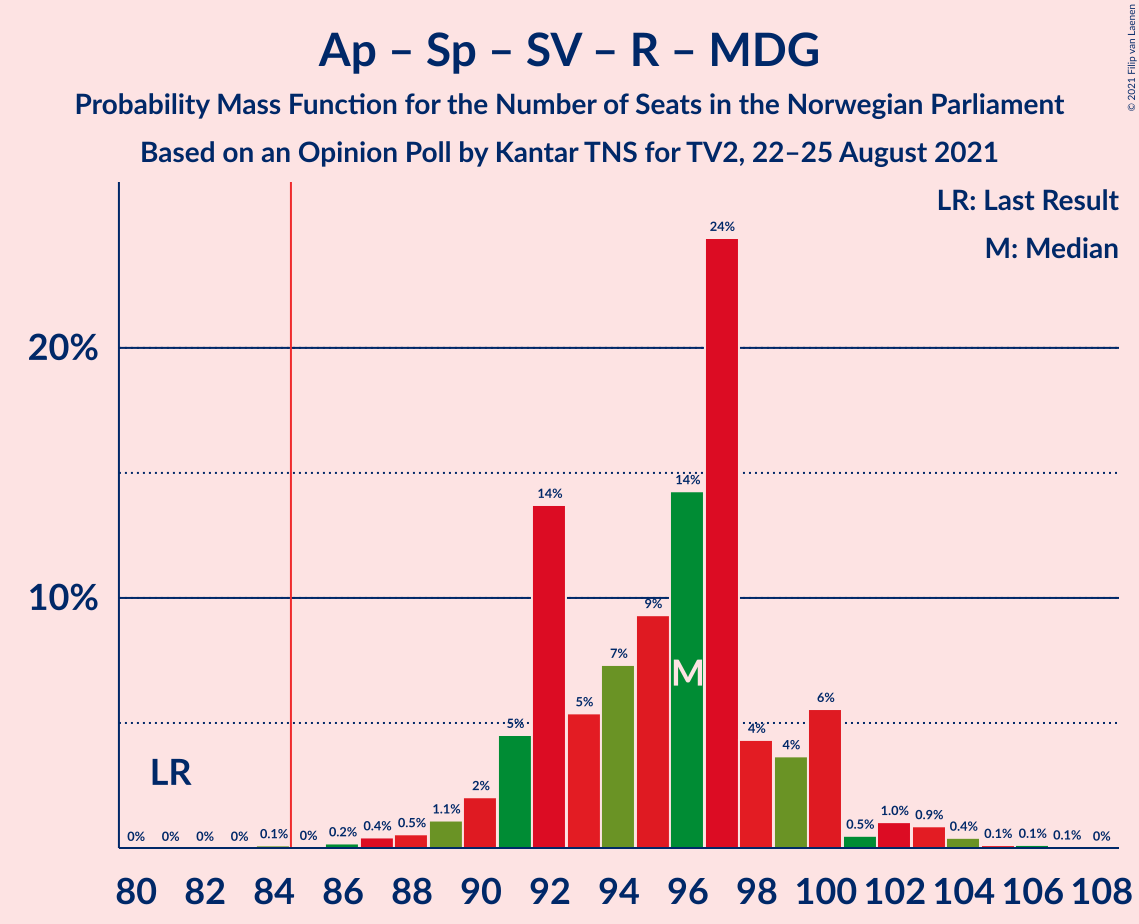 Ap – Sp – SV – R – MDG
Probability Mass Function for the Number of Seats in the Norwegian Parliament
Based on an Opinion Poll by Kantar TNS for TV2, 22–25 August 2021
© 2021 Filip van Laenen
LR: Last Result
M: Median
20%
10%
LR
M
0% 0% 0% 0% 0.1% 0% 0.2% 0.4% 0.5% 1.1% 2% 5% 14% 5% 7% 9% 14% 24% 4% 4% 6% 0.5% 1.0% 0.9% 0.4% 0.1% 0.1% 0.1% 0%
80 82 84 86 88 90 92 94 96 98 100 102 104 106 108